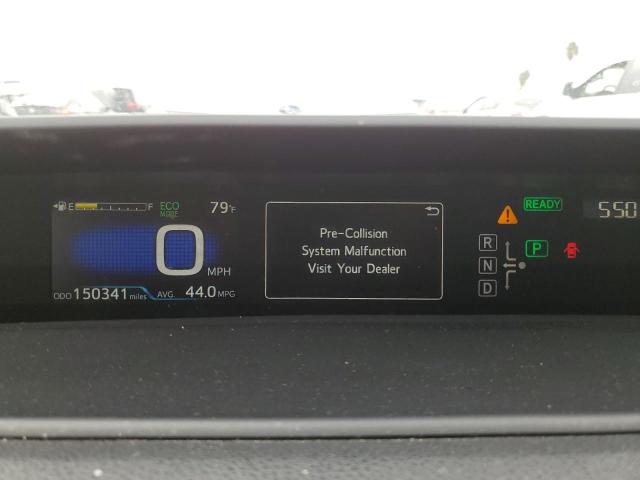 E F ECO MODE 79°F
0 MPH
ODO 150341 miles AVG. 44.0 MPG
Pre-Collision
System Malfunction
Visit Your Dealer
READY
550
R
N
D
P